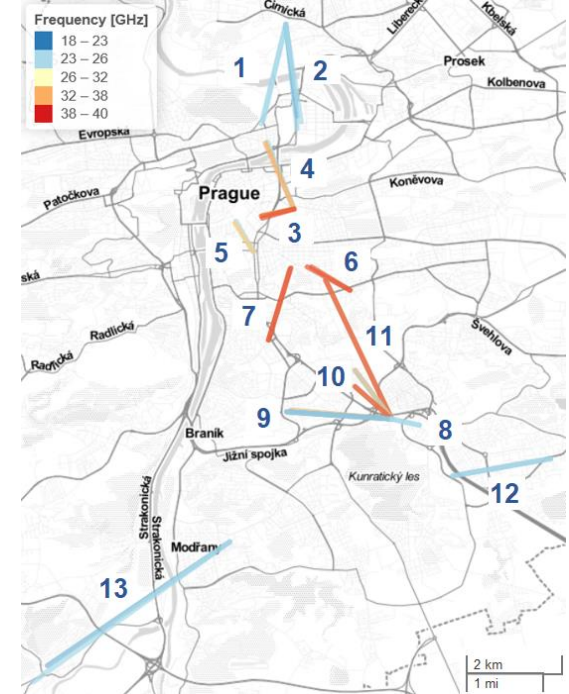 Frequency [GHz]
18 – 23
23 – 26
26 – 32
32 – 38
38 – 40
Čimická
Kbelská
1
2
Prosek
Kolbenova
Evropská
4
Koněvova
Patočkova
Prague
3
5
6
ská
7
Radlická
11
Švehlova
Radlická
10
9
8
Braník
Jižní spojka
Kunratický les
12
Strakonická
Strakonická
Modřany
13
2 km
1 mi